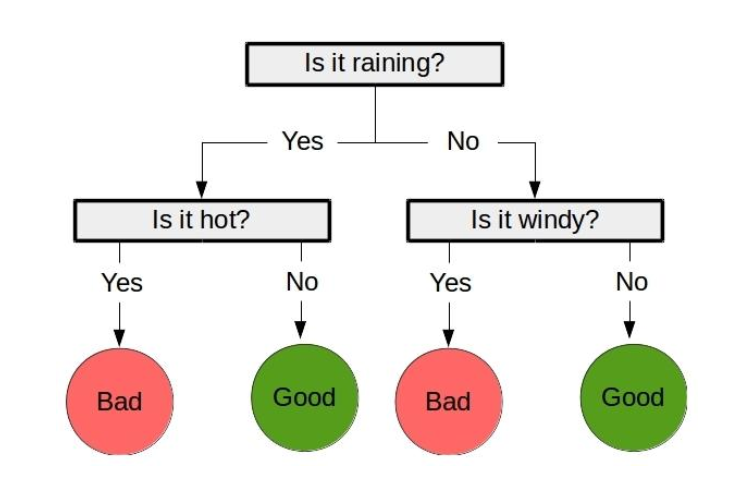 Is it raining?
Yes No
Is it hot? Is it windy?
Yes No Yes No
Bad Good Bad Good